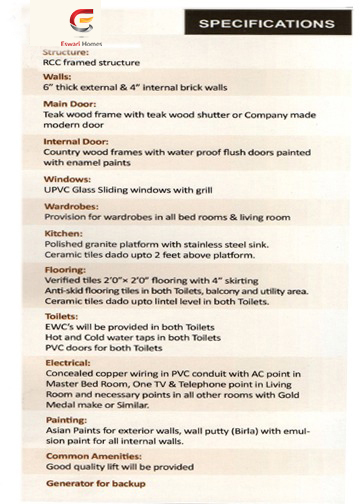 SPECIFICATIONS
Eswari Homes
Structure:
RCC framed structure
Walls:
6" thick external & 4" internal brick walls
Main Door:
Teak wood frame with teak wood shutter or Company made
modern door
Internal Door:
Country wood frames with water proof flush doors painted
with enamel paints
Windows:
UPVC Glass Sliding windows with grill
Wardrobes:
Provision for wardrobes in all bed rooms & living room
Kitchen:
Polished granite platform with stainless steel sink.
Ceramic tiles dado upto 2 feet above platform.
Flooring:
Verified tiles 2'0"× 2'0" flooring with 4" skirting
Anti-skid flooring tiles in both Toilets, balcony and utility area.
Ceramic tiles dado upto lintel level in both Toilets.
Toilets:
EWC's will be provided in both Toilets
Hot and Cold water taps in both Toilets
PVC doors for both Toilets
Electrical:
Concealed copper wiring in PVC conduit with AC point in
Master Bed Room, One TV & Telephone point in Living
Room and necessary points in all other rooms with Gold
Medal make or Similar.
Painting:
Asian Paints for exterior walls, wall putty (Birla) with emul-
sion paint for all internal walls.
Common Amenities:
Good quality lift will be provided
Generator for backup